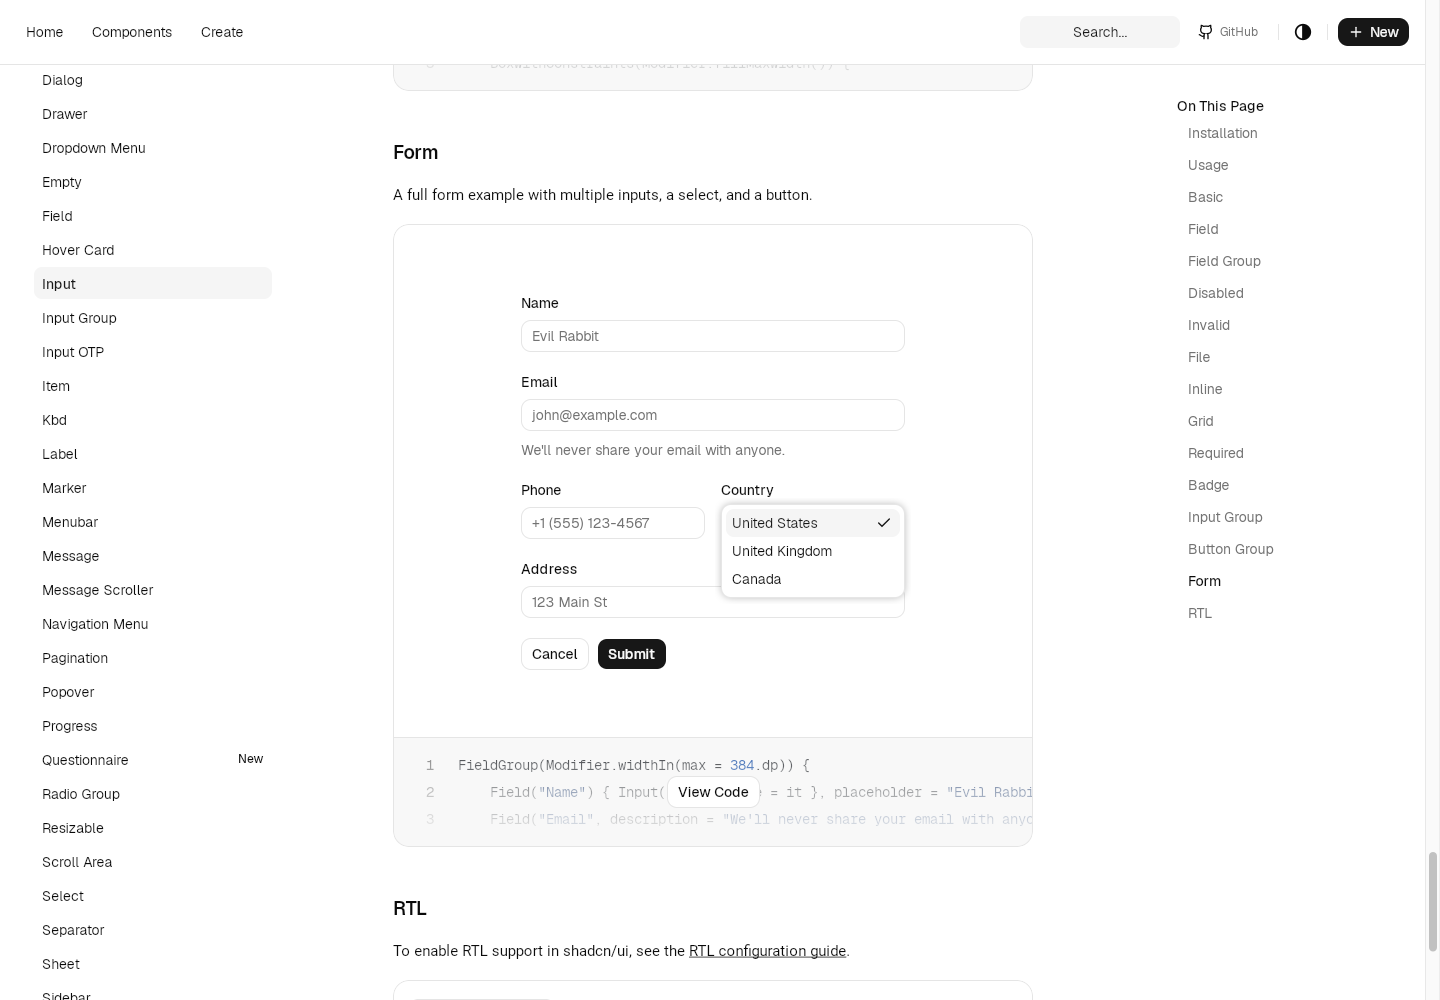 Home
Components
Create
Search...
GitHub
New
Dialog
Drawer
Dropdown Menu
Empty
Field
Hover Card
Input
Input Group
Input OTP
Item
Kbd
Label
Marker
Menubar
Message
Message Scroller
Navigation Menu
Pagination
Popover
Progress
Questionnaire New
Radio Group
Resizable
Scroll Area
Select
Separator
Sheet
Sidebar
Form
A full form example with multiple inputs, a select, and a button.
Name
Evil Rabbit
Email
john@example.com
We'll never share your email with anyone.
Phone
+1 (555) 123-4567
Country
United States
United Kingdom
Canada
Address
123 Main St
Cancel
Submit
1 FieldGroup(Modifier.widthIn(max = 384.dp)) {
2 Field("Name") { Input( = it }, placeholder = "Evil Rabbi
View Code
3 Field("Email", description = "We'll never share your email with anyo
RTL
To enable RTL support in shadcn/ui, see the RTL configuration guide.
On This Page
Installation
Usage
Basic
Field
Field Group
Disabled
Invalid
File
Inline
Grid
Required
Badge
Input Group
Button Group
Form
RTL